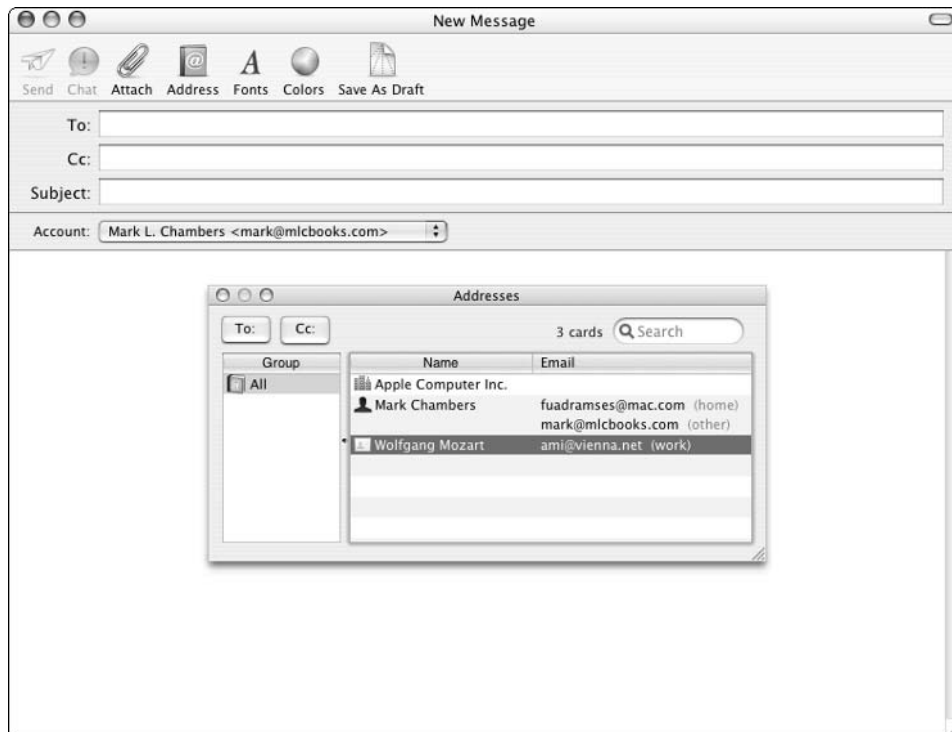 New Message
Send Chat Attach Address Fonts Colors Save As Draft
To:
Cc:
Subject:
Account: Mark L. Chambers <mark@mlcbooks.com>
Addresses
To: Cc: 3 cards Search
Group Name Email
All Apple Computer Inc.
Mark Chambers fuadramses@mac.com (home)
mark@mlcbooks.com (other)
Wolfgang Mozart ami@vienna.net (work)